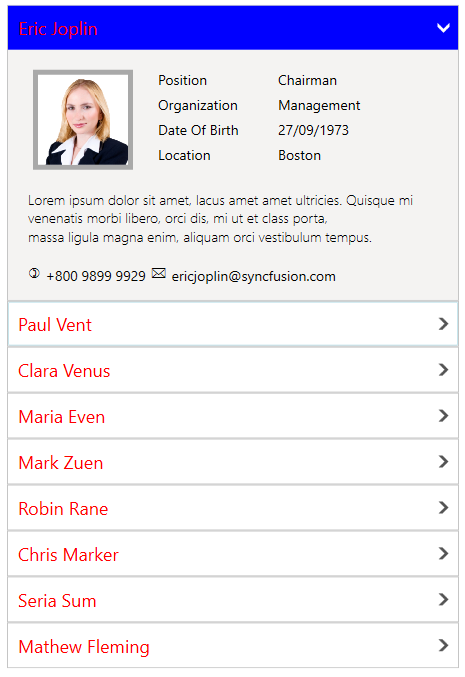 Eric Joplin
Position Chairman
Organization Management
Date Of Birth 27/09/1973
Location Boston
Lorem ipsum dolor sit amet, lacus amet amet ultricies. Quisque mi
venenatis morbi libero, orci dis, mi ut et class porta,
massa ligula magna enim, aliquam orci vestibulum tempus.
+800 9899 9929 ericjoplin@syncfusion.com
Paul Vent
Clara Venus
Maria Even
Mark Zuen
Robin Rane
Chris Marker
Seria Sum
Mathew Fleming